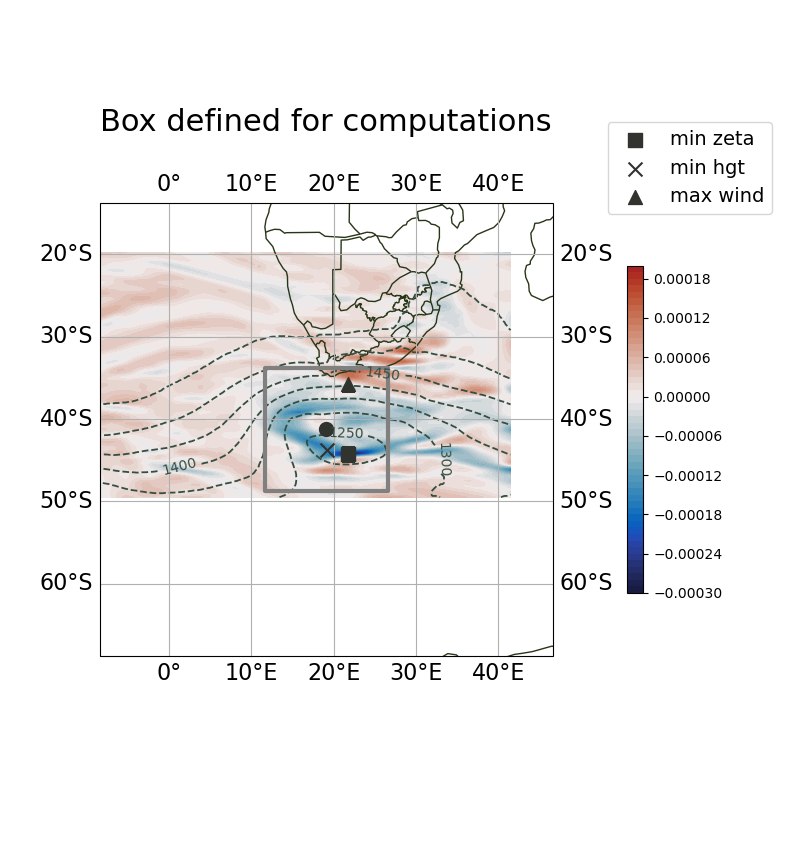 Box defined for computations
min zeta
min hgt
max wind
0° 10°E 20°E 30°E 40°E
20°S 20°S
30°S 30°S
40°S 40°S
50°S 50°S
60°S 60°S
0° 10°E 20°E 30°E 40°E
1450
1250
1400
1300
0.00018
0.00012
0.00006
0.00000
−0.00006
−0.00012
−0.00018
−0.00024
−0.00030